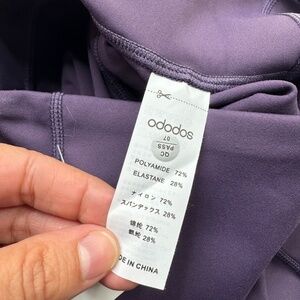 ododos
QC
PASS
07
POLYAMIDE 72%
ELASTANE 28%
ナイロン 72%
スパンデックス 28%
錦纶 72%
氨纶 28%
DE IN CHINA